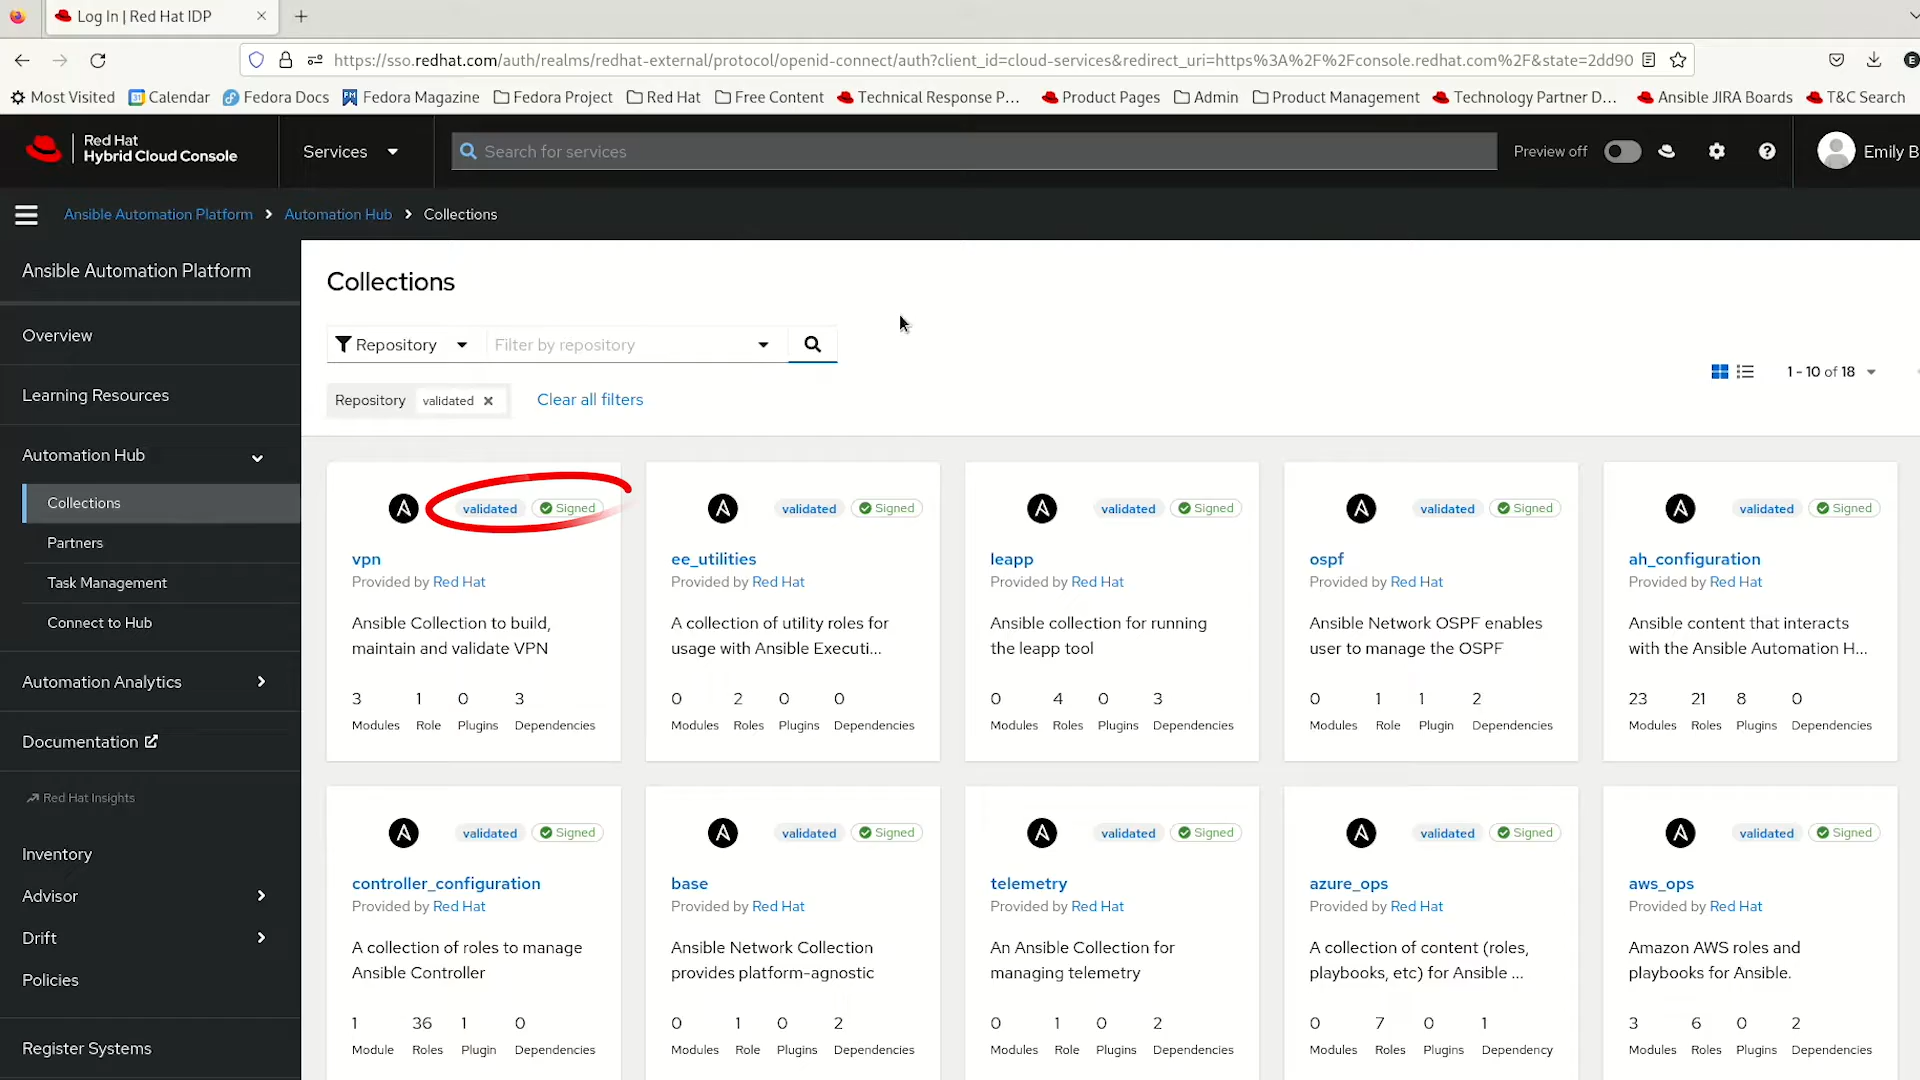 Log In | Red Hat IDP
https://sso.redhat.com/auth/realms/redhat-external/protocol/openid-connect/auth?client_id=cloud-services&redirect_uri=https%3A%2F%2Fconsole.redhat.com%2F&state=2dd90
E
Most Visited Calendar Fedora Docs Fedora Magazine Fedora Project Red Hat Free Content Technical Response P... Product Pages Admin Product Management Technology Partner D... Ansible JIRA Boards T&C Search
Red Hat
Hybrid Cloud Console
Services
Search for services
Preview off
Emily B
Ansible Automation Platform > Automation Hub > Collections
Ansible Automation Platform
Overview
Learning Resources
Automation Hub
Collections
Partners
Task Management
Connect to Hub
Automation Analytics
Documentation
Red Hat Insights
Inventory
Advisor
Drift
Policies
Register Systems
Collections
Repository
Filter by repository
Repository validated
Clear all filters
1 - 10 of 18
validated Signed
vpn
Provided by Red Hat
Ansible Collection to build,
maintain and validate VPN
3 1 0 3
Modules Role Plugins Dependencies
validated Signed
ee_utilities
Provided by Red Hat
A collection of utility roles for
usage with Ansible Executi...
0 2 0 0
Modules Roles Plugins Dependencies
validated Signed
leapp
Provided by Red Hat
Ansible collection for running
the leapp tool
0 4 0 3
Modules Roles Plugins Dependencies
validated Signed
ospf
Provided by Red Hat
Ansible Network OSPF enables
user to manage the OSPF
0 1 1 2
Modules Role Plugin Dependencies
validated Signed
ah_configuration
Provided by Red Hat
Ansible content that interacts
with the Ansible Automation H...
23 21 8 0
Modules Roles Plugins Dependencies
validated Signed
controller_configuration
Provided by Red Hat
A collection of roles to manage
Ansible Controller
1 36 1 0
Module Roles Plugin Dependencies
validated Signed
base
Provided by Red Hat
Ansible Network Collection
provides platform-agnostic
0 1 0 2
Modules Role Plugins Dependencies
validated Signed
telemetry
Provided by Red Hat
An Ansible Collection for
managing telemetry
0 1 0 2
Modules Role Plugins Dependencies
validated Signed
azure_ops
Provided by Red Hat
A collection of content (roles,
playbooks, etc) for Ansible ...
0 7 0 1
Modules Roles Plugins Dependency
validated Signed
aws_ops
Provided by Red Hat
Amazon AWS roles and
playbooks for Ansible.
3 6 0 2
Modules Roles Plugins Dependencies